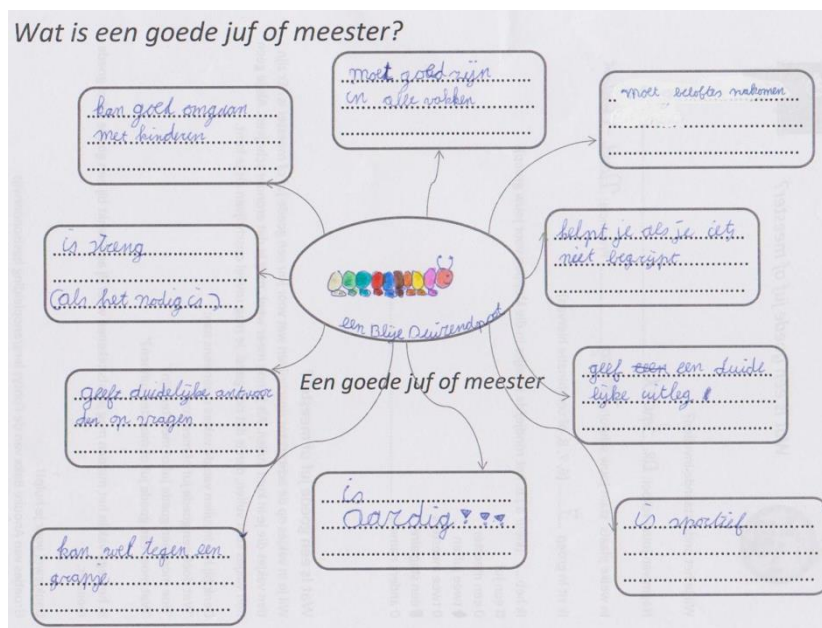 Wat is een goede juf of meester?
kan goed omgaan
met kinderen
moet goed zijn
in alle vakken
moet beloftes nakomen
is streng
(als het nodig is)
helpt je als je iets
niet begrijpt
een Blije Duizendpoot
Een goede juf of meester
geeft duidelijke antwoor
den op vragen
geef een duide
lijke uitleg
kan wel tegen een
grapje
is
aardig
is sportief